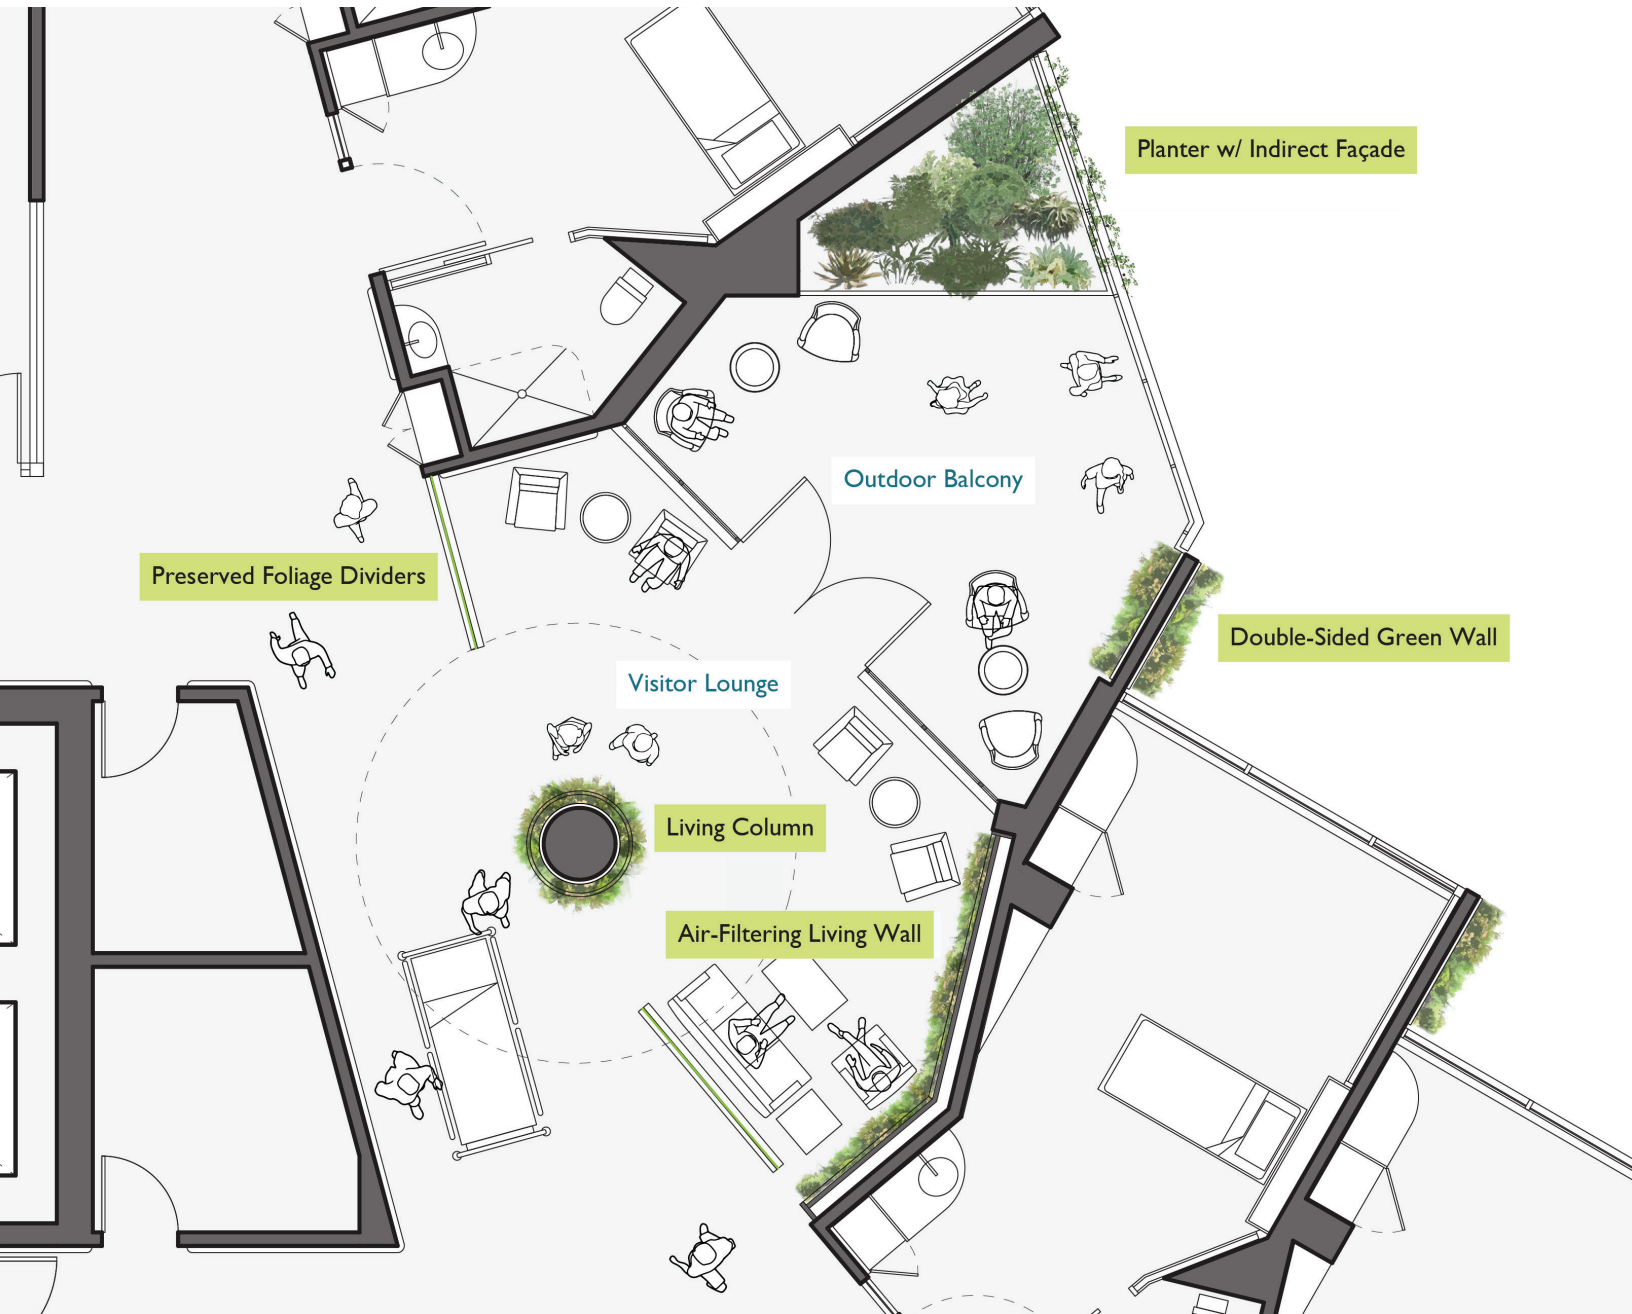 Planter w/ Indirect Façade
Outdoor Balcony
Preserved Foliage Dividers
Double-Sided Green Wall
Visitor Lounge
Living Column
Air-Filtering Living Wall